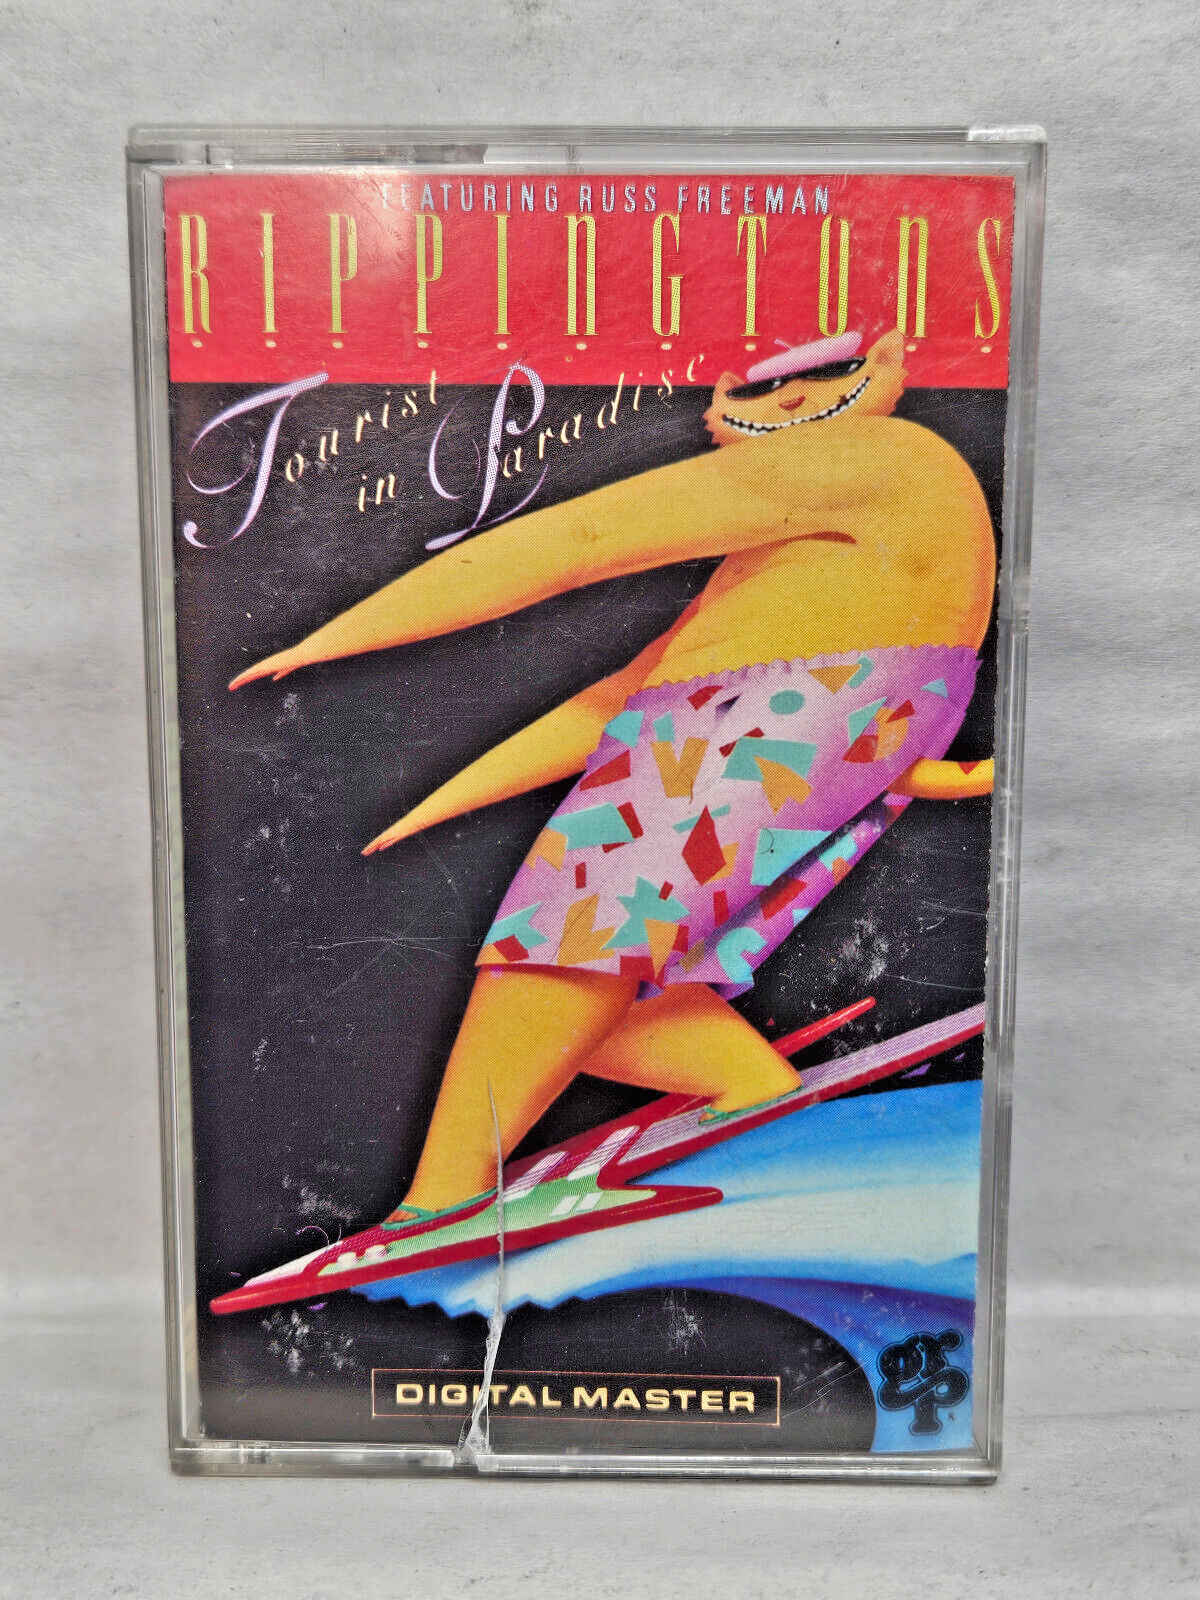 FEATURING RUSS FREEMAN
RIPPINGTONS
Tourist
in Paradise
DIGITAL MASTER
grp